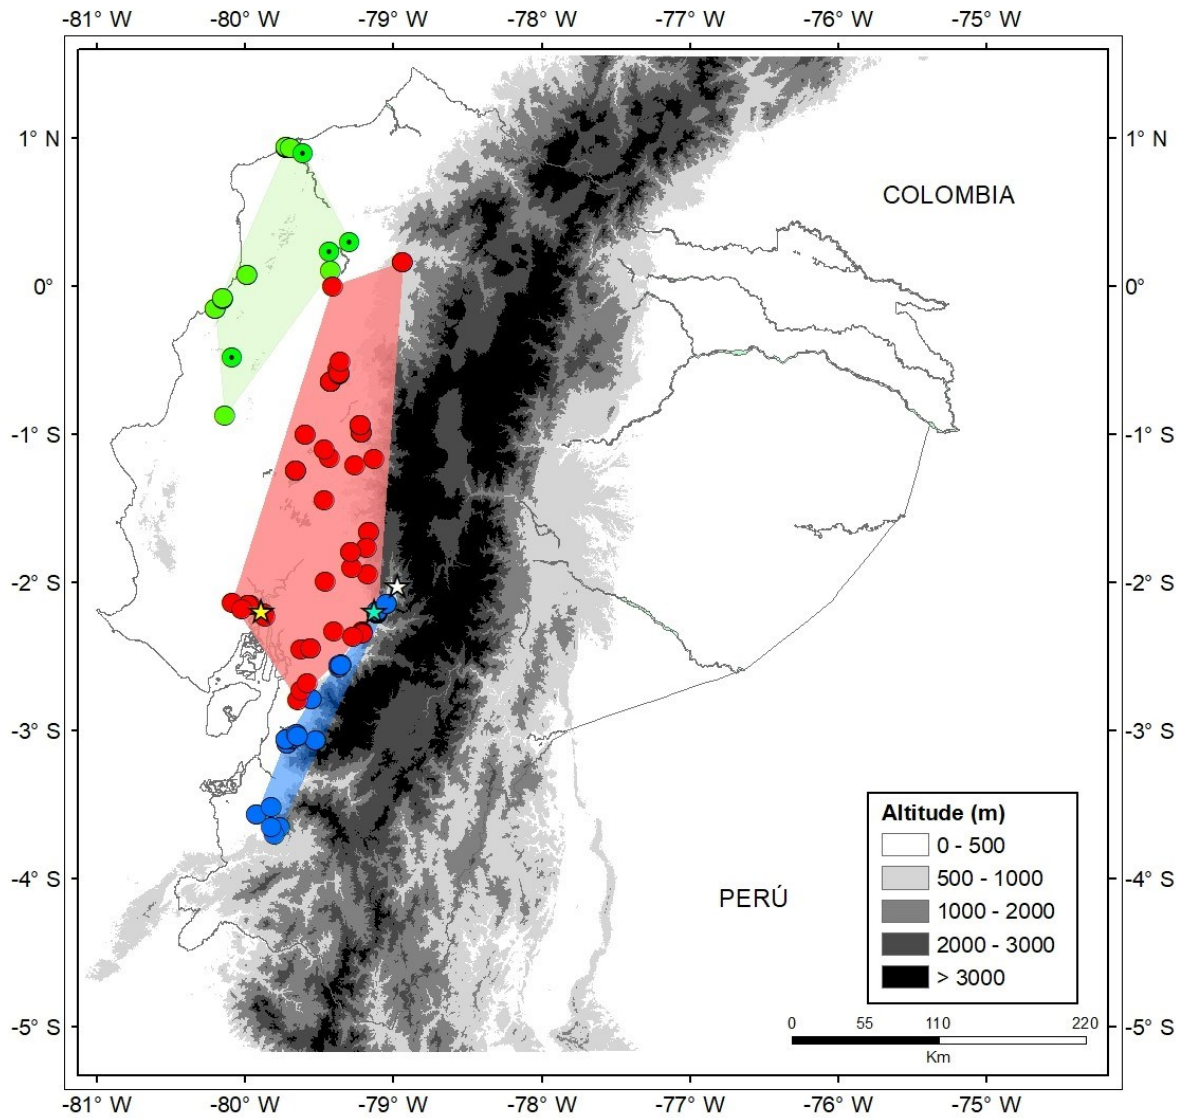 -81° W -80° W -79° W -78° W -77° W -76° W -75° W
1° N 1° N
COLOMBIA
0° 0°
-1° S -1° S
-2° S -2° S
-3° S -3° S
Altitude (m)
0 - 500
-4° S 500 - 1000 -4° S
PERÚ 1000 - 2000
2000 - 3000
> 3000
-5° S 0 55 110 220 -5° S
Km
-81° W -80° W -79° W -78° W -77° W -76° W -75° W